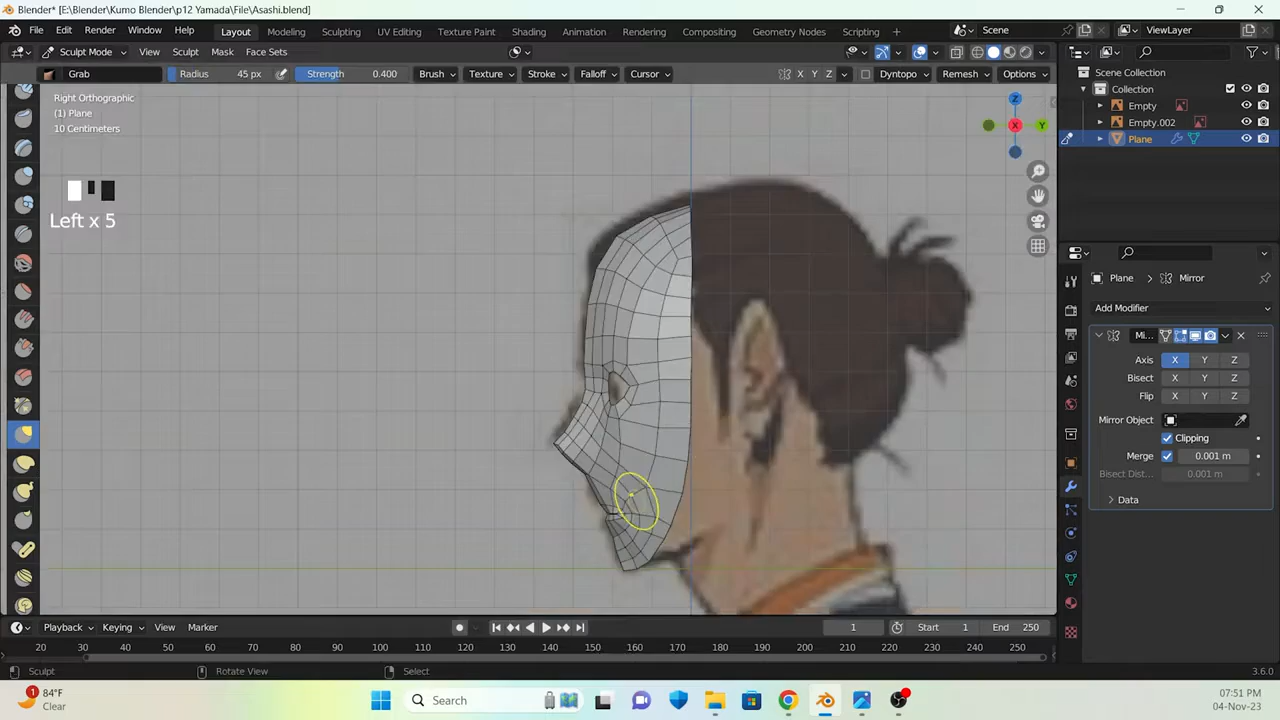 Blender* [E:\Blender\Kumo Blender\p12 Yamada\File\Asashi.blend]
File Edit Render Window Help Layout Modeling Sculpting UV Editing Texture Paint Shading Animation Rendering Compositing Geometry Nodes Scripting + Scene ViewLayer
Sculpt Mode View Sculpt Mask Face Sets
Grab Radius 45 px Strength 0.400 Brush Texture Stroke Falloff Cursor X Y Z Dyntopo Remesh Options
Right Orthographic
(1) Plane
10 Centimeters
Left x 5
Z
X
Y
Scene Collection
Collection
Empty
Empty.002
Plane
Plane > Mirror
Add Modifier
Mi...
Axis X Y Z
Bisect X Y Z
Flip X Y Z
Mirror Object
Clipping
Merge 0.001 m
Bisect Dist... 0.001 m
Data
Playback Keying View Marker 1 Start 1 End 250
20 30 40 50 60 70 80 90 100 110 120 130 140 150 160 170 180 190 200 210 220 230 240 250
Sculpt Rotate View Select 3.6.0
1 84°F
Clear
Search
07:51 PM
04-Nov-23